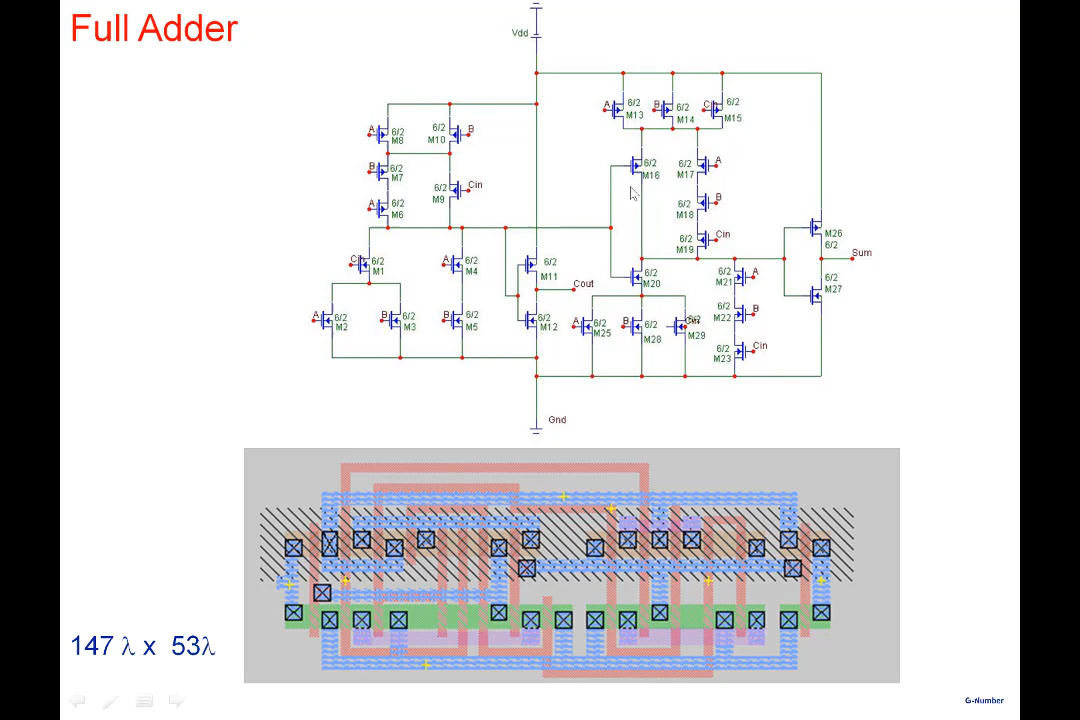 Full Adder
Vdd
A 6/2 M13
B 6/2 M14
Cin 6/2 M15
A 6/2 M8
6/2 M10 B
B 6/2 M7
6/2 M9 Cin
A 6/2 M6
6/2 M16
6/2 M17 A
6/2 M18 B
6/2 M19 Cin
M26 6/2
Sum
Cin 6/2 M1
A 6/2 M4
6/2 M11
Cout
6/2 M20
6/2 M21 A
6/2 M27
A 6/2 M2
B 6/2 M3
B 6/2 M5
6/2 M12
A 6/2 M25
B 6/2 M28
Cin 6/2 M29
6/2 M22 B
6/2 M23 Cin
Gnd
147 λ x 53λ
G-Number